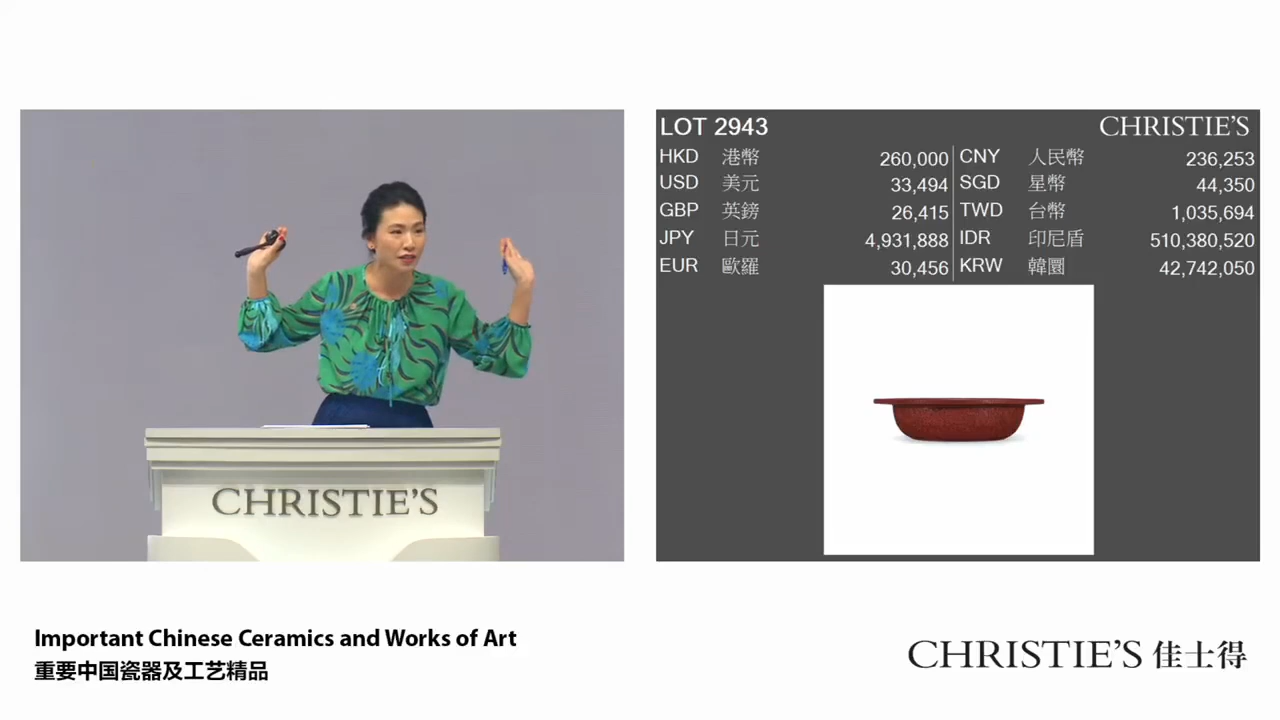 CHRISTIE'S
LOT 2943 CHRISTIE'S
HKD 港幣 260,000 CNY 人民幣 236,253
USD 美元 33,494 SGD 星幣 44,350
GBP 英鎊 26,415 TWD 台幣 1,035,694
JPY 日元 4,931,888 IDR 印尼盾 510,380,520
EUR 歐羅 30,456 KRW 韓圜 42,742,050
Important Chinese Ceramics and Works of Art
重要中国瓷器及工艺精品
CHRISTIE'S 佳士得